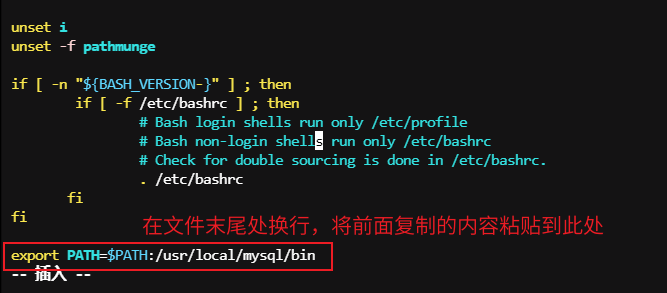 unset i
unset -f pathmunge
if [ -n "${BASH_VERSION-}" ] ; then
        if [ -f /etc/bashrc ] ; then
                # Bash login shells run only /etc/profile
                # Bash non-login shells run only /etc/bashrc
                # Check for double sourcing is done in /etc/bashrc.
                . /etc/bashrc
       fi
fi
在文件末尾处换行，将前面复制的内容粘贴到此处
export PATH=$PATH:/usr/local/mysql/bin
-- 插入 --